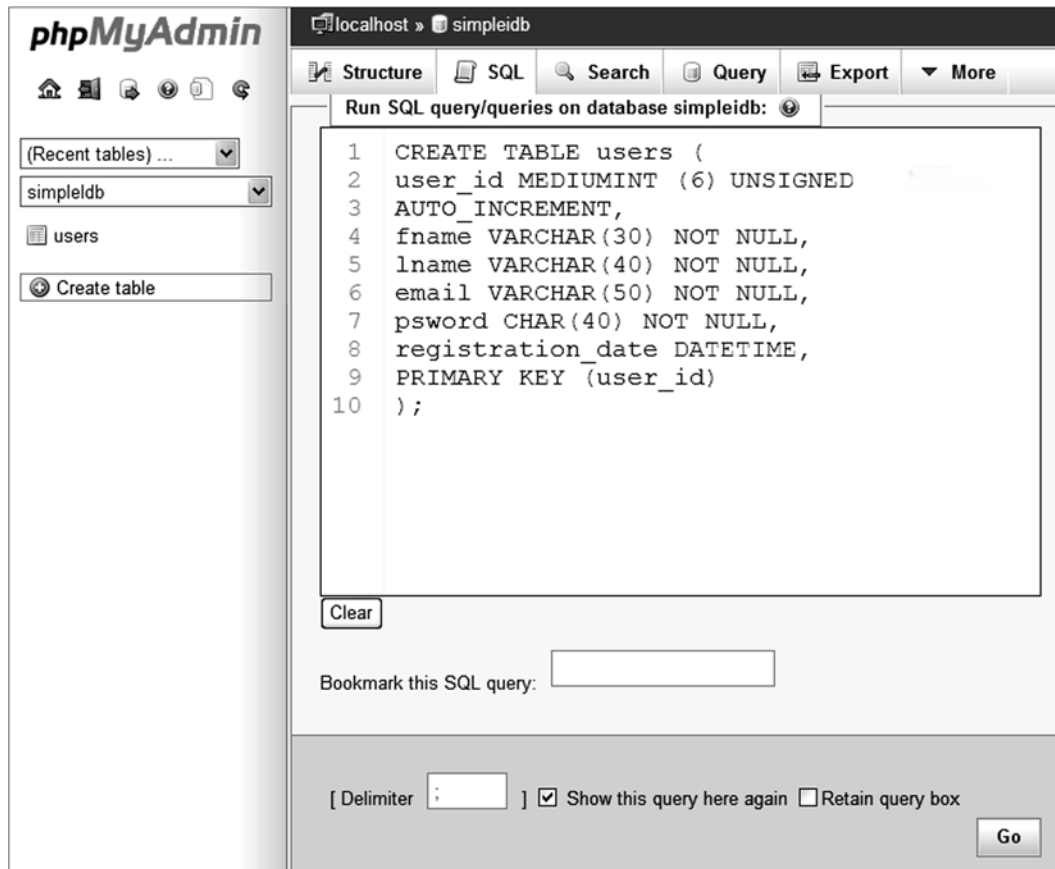 phpMyAdmin
(Recent tables) ...
simpleldb
users
Create table
localhost » simpleidb
Structure SQL Search Query Export More
Run SQL query/queries on database simpleidb:
1 CREATE TABLE users (
2 user_id MEDIUMINT (6) UNSIGNED
3 AUTO_INCREMENT,
4 fname VARCHAR(30) NOT NULL,
5 lname VARCHAR(40) NOT NULL,
6 email VARCHAR(50) NOT NULL,
7 psword CHAR(40) NOT NULL,
8 registration_date DATETIME,
9 PRIMARY KEY (user_id)
10 );
Clear
Bookmark this SQL query:
[ Delimiter ; ] Show this query here again Retain query box
Go